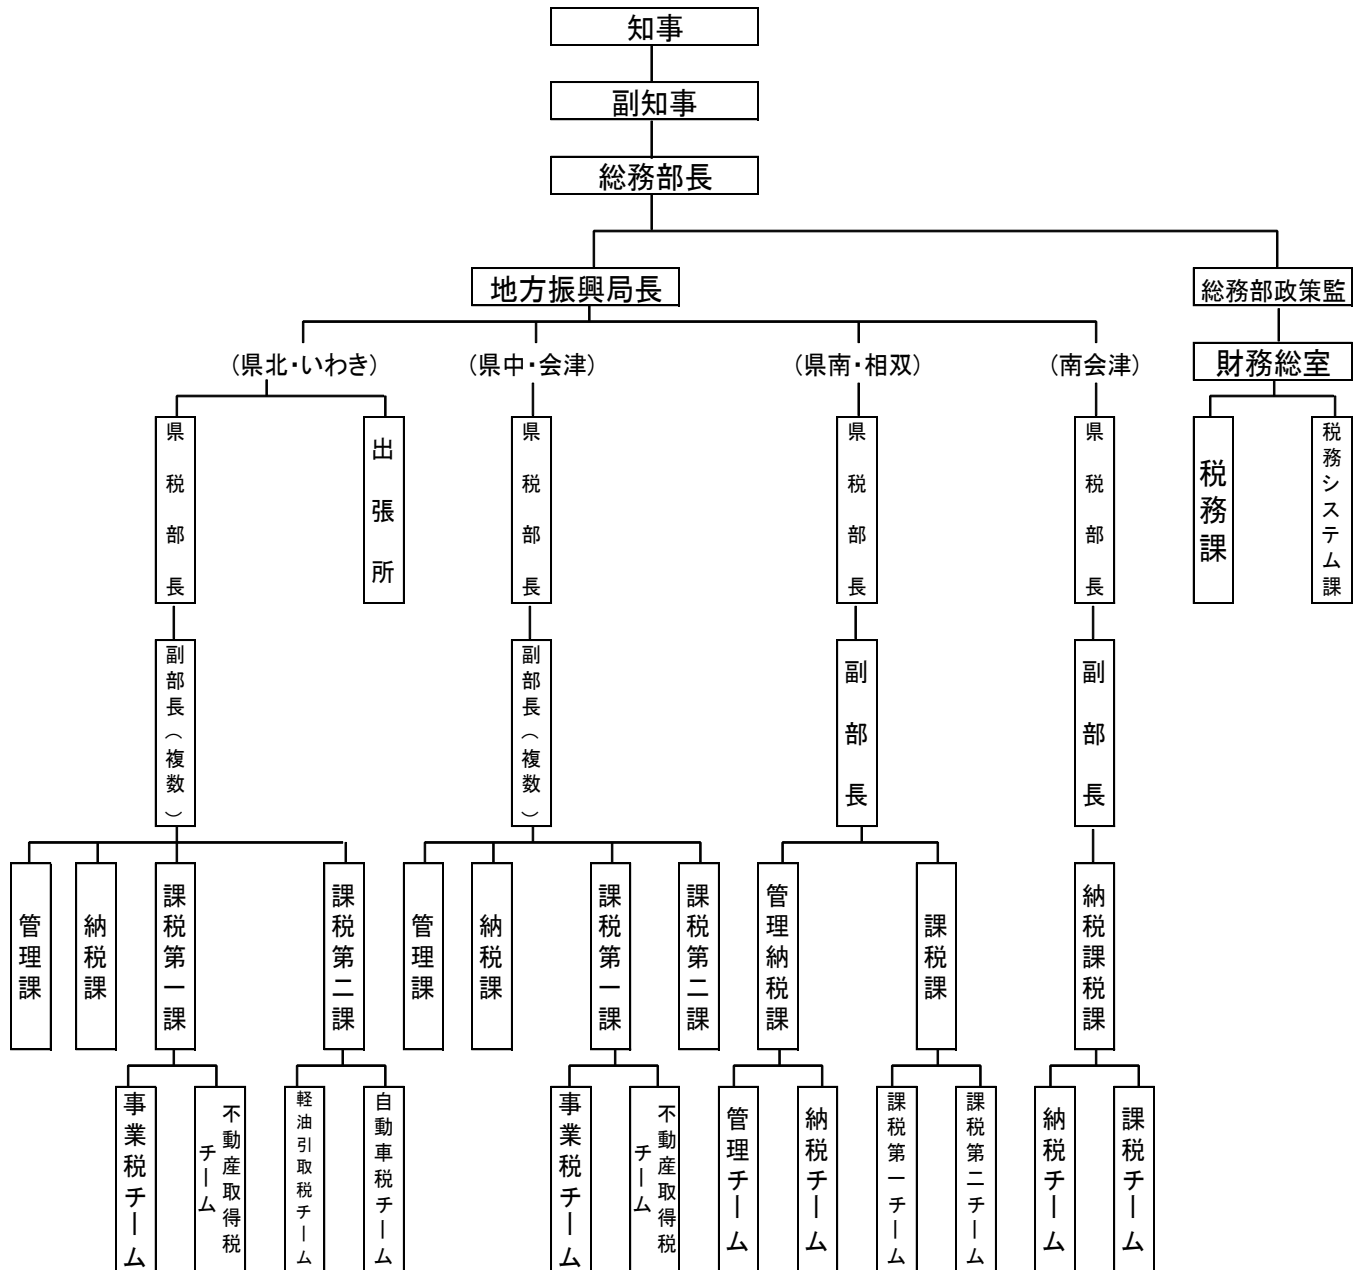 知事
副知事
総務部長
地方振興局長
総務部政策監
(県北・いわき)
(県中・会津)
(県南・相双)
(南会津)
財務総室
県税部長
出張所
県税部長
県税部長
県税部長
税務課
税務システム課
副部長(複数)
副部長(複数)
副部長
副部長
管理課
納税課
課税第一課
課税第二課
管理課
納税課
課税第一課
課税第二課
管理納税課
課税課
納税課税課
事業税チーム
不動産取得税
チーム
軽油引取税チーム
自動車税チーム
事業税チーム
不動産取得税
チーム
管理チーム
納税チーム
課税第一チーム
課税第二チーム
納税チーム
課税チーム